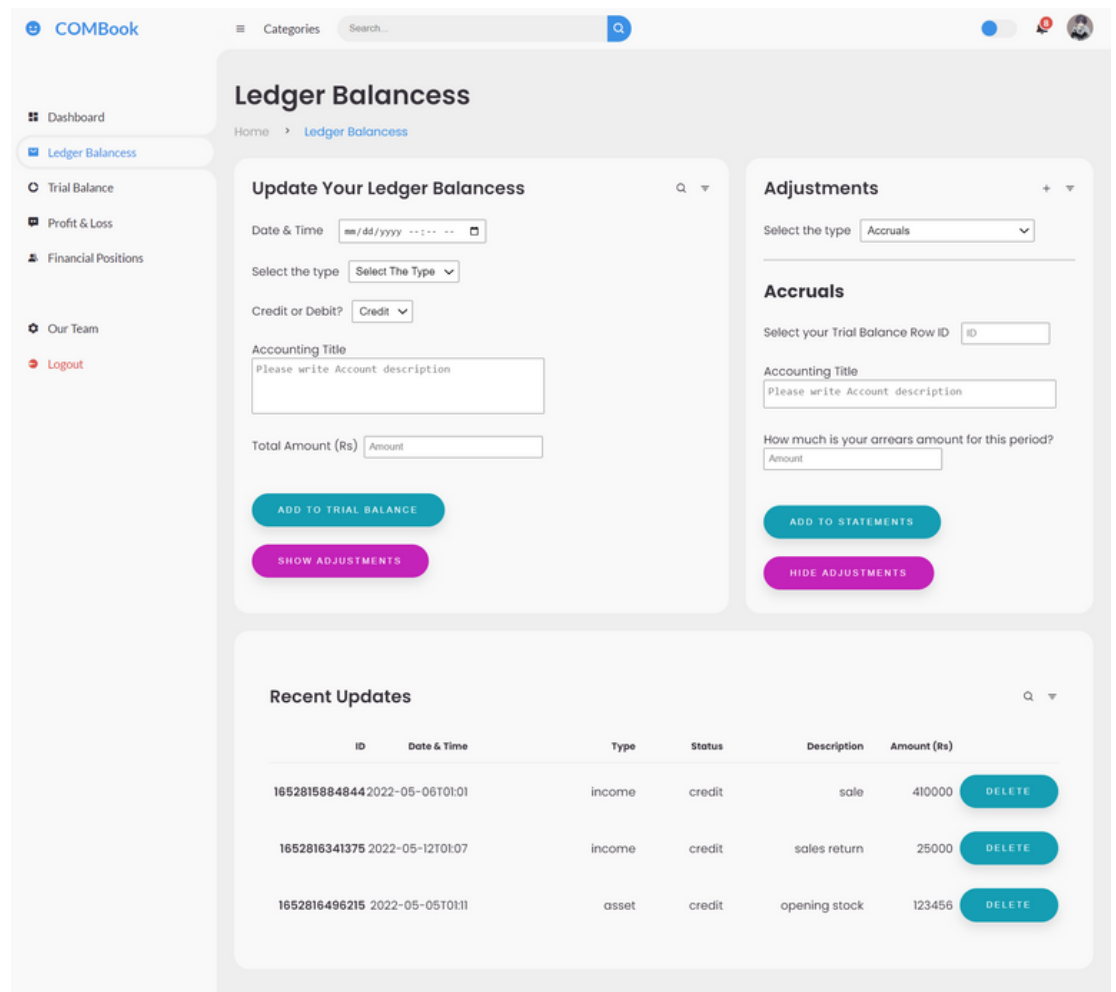 COMBook
Categories
Search...
8
Dashboard
Ledger Balancess
Trial Balance
Profit & Loss
Financial Positions
Our Team
Logout
Ledger Balancess
Home > Ledger Balancess
Update Your Ledger Balancess
Date & Time mm/dd/yyyy --:-- --
Select the type Select The Type
Credit or Debit? Credit
Accounting Title
Please write Account description
Total Amount (Rs) Amount
ADD TO TRIAL BALANCE
SHOW ADJUSTMENTS
Adjustments
Select the type Accruals
Accruals
Select your Trial Balance Row ID ID
Accounting Title
Please write Account description
How much is your arrears amount for this period?
Amount
ADD TO STATEMENTS
HIDE ADJUSTMENTS
Recent Updates
ID Date & Time Type Status Description Amount (Rs)
1652815884844 2022-05-06T01:01 income credit sale 410000 DELETE
1652816341375 2022-05-12T01:07 income credit sales return 25000 DELETE
1652816496215 2022-05-05T01:11 asset credit opening stock 123456 DELETE